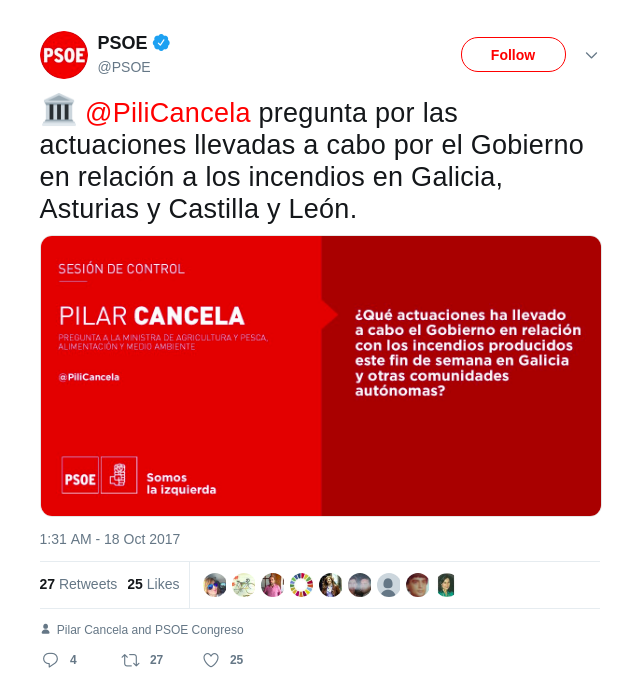 PSOE
PSOE
@PSOE
Follow
@PiliCancela pregunta por las
actuaciones llevadas a cabo por el Gobierno
en relación a los incendios en Galicia,
Asturias y Castilla y León.
SESIÓN DE CONTROL
PILAR CANCELA
PREGUNTA A LA MINISTRA DE AGRICULTURA Y PESCA,
ALIMENTACIÓN Y MEDIO AMBIENTE
@PiliCancela
¿Qué actuaciones ha llevado
a cabo el Gobierno en relación
con los incendios producidos
este fin de semana en Galicia
y otras comunidades
autónomas?
PSOE
Somos
la izquierda
1:31 AM - 18 Oct 2017
27 Retweets 25 Likes
Pilar Cancela and PSOE Congreso
4 27 25